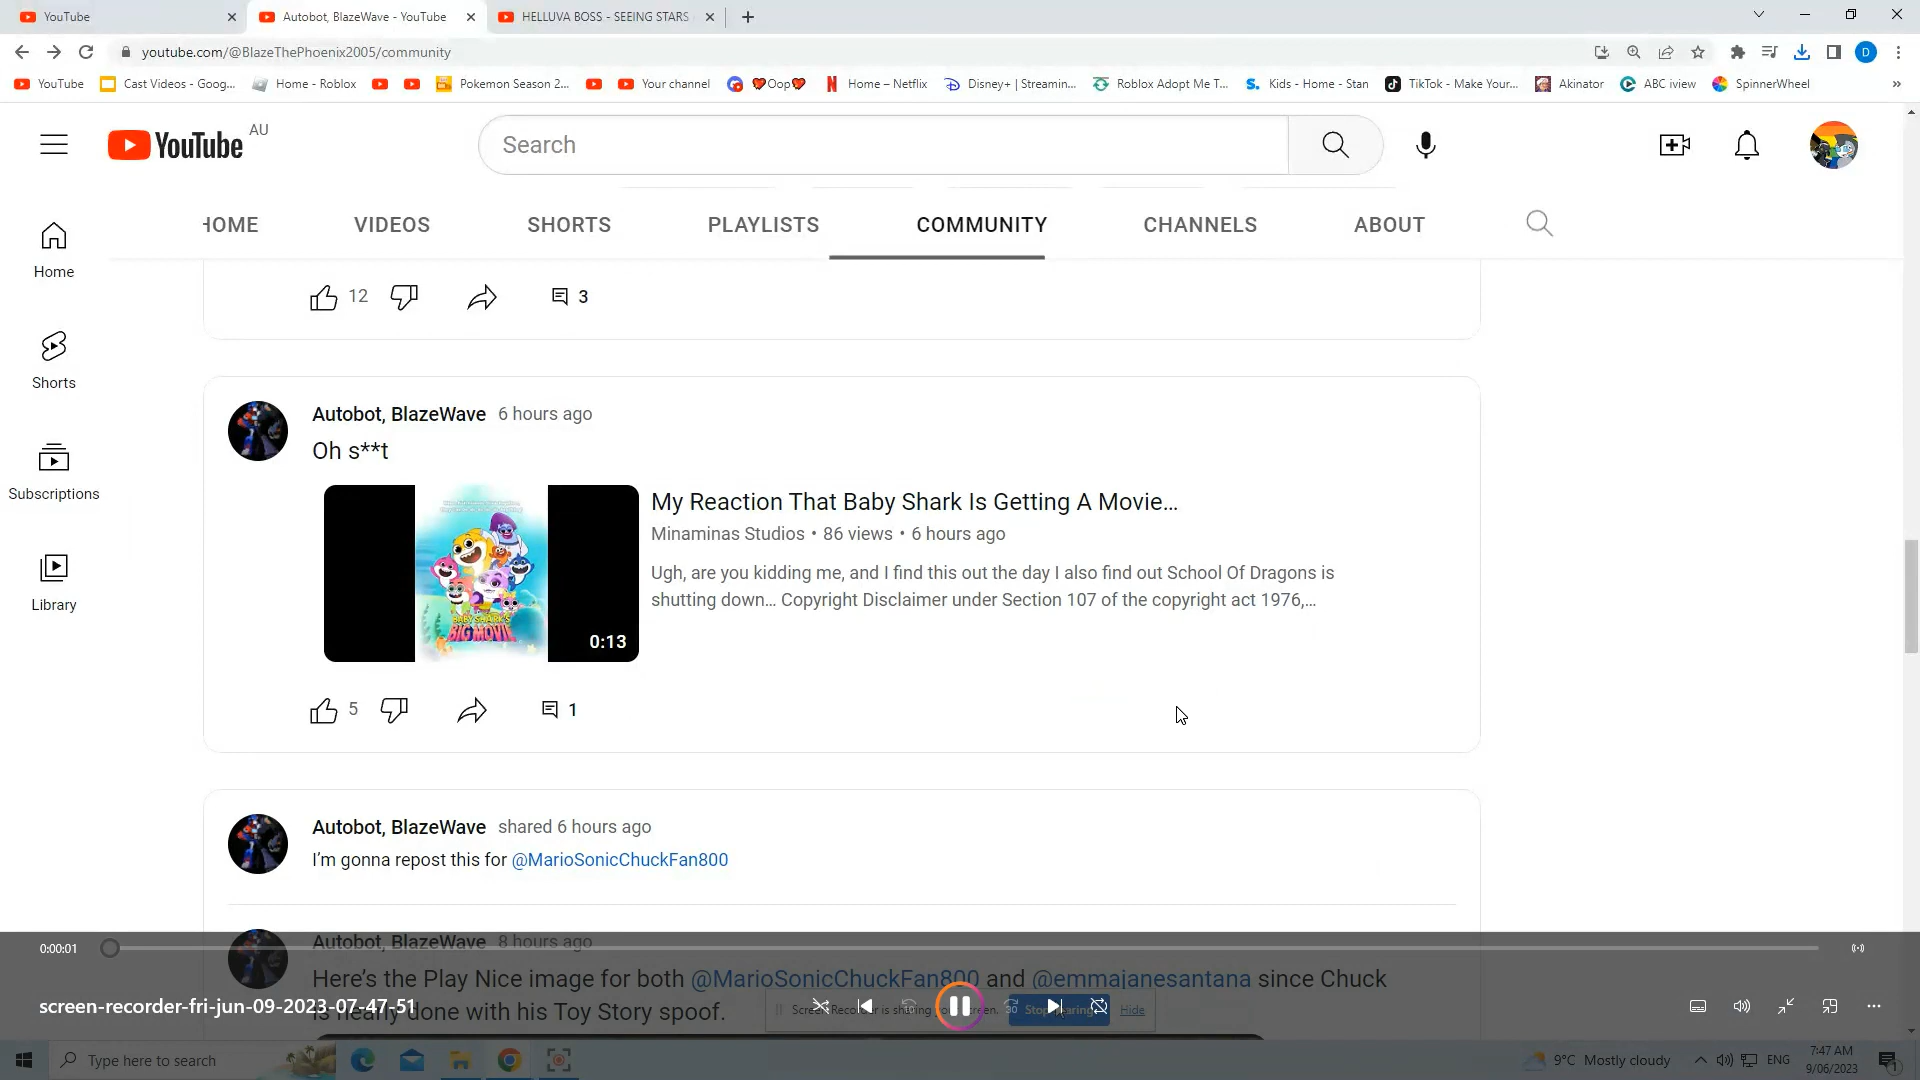 YouTube
Autobot, BlazeWave - YouTube
HELLUVA BOSS - SEEING STARS
youtube.com/@BlazeThePhoenix2005/community
D
YouTube
Cast Videos - Goog...
Home - Roblox
Pokemon Season 2...
Your channel
❤Oop❤
Home – Netflix
Disney+ | Streamin...
Roblox Adopt Me T...
Kids - Home - Stan
TikTok - Make Your...
Akinator
ABC iview
SpinnerWheel
YouTube AU
Search
HOME
VIDEOS
SHORTS
PLAYLISTS
COMMUNITY
CHANNELS
ABOUT
Home
Shorts
Subscriptions
Library
12
3
Autobot, BlazeWave 6 hours ago
Oh s**t
BABY SHARK'S
BIG MOVIE
0:13
My Reaction That Baby Shark Is Getting A Movie…
Minaminas Studios • 86 views • 6 hours ago
Ugh, are you kidding me, and I find this out the day I also find out School Of Dragons is
shutting down... Copyright Disclaimer under Section 107 of the copyright act 1976,...
5
1
Autobot, BlazeWave shared 6 hours ago
I'm gonna repost this for @MarioSonicChuckFan800
Autobot, BlazeWave 8 hours ago
Here's the Play Nice image for both @MarioSonicChuckFan800 and @emmajanesantana since Chuck
is nearly done with his Toy Story spoof.
0:00:01
screen-recorder-fri-jun-09-2023-07-47-51
Screen Recorder is sharing your screen.
Stop sharing
Hide
30
Type here to search
9°C Mostly cloudy
ENG
7:47 AM
9/06/2023
1